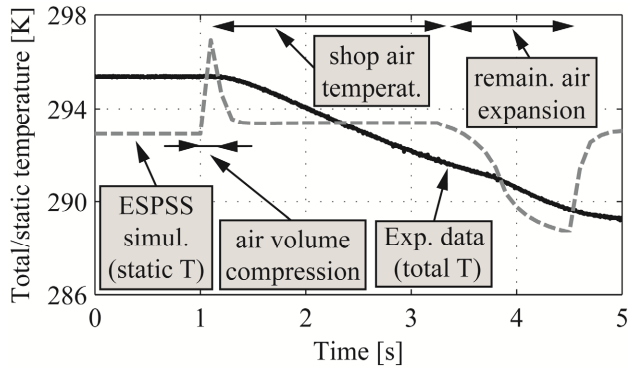 Total/static temperature [K]
298
294
290
286
shop air
temperat.
remain. air
expansion
ESPSS
simul.
(static T)
air volume
compression
Exp. data
(total T)
0
1
2
3
4
5
Time [s]